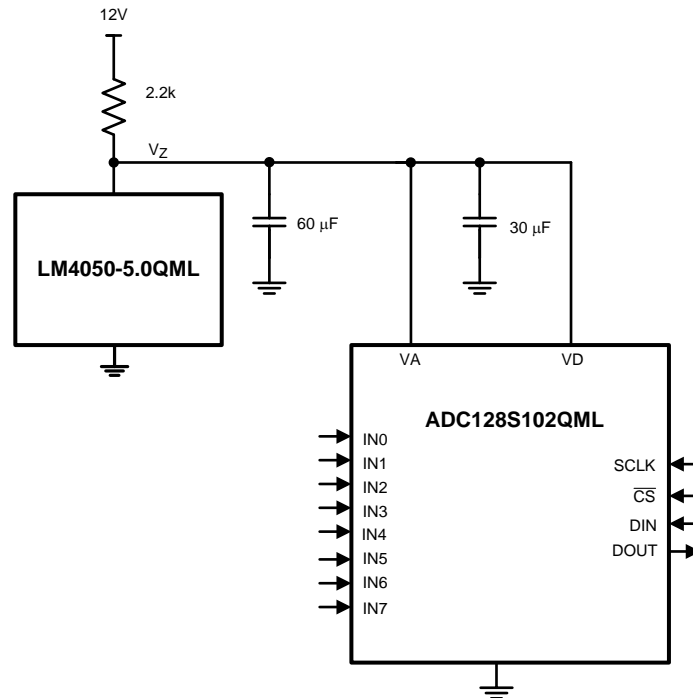 12V
2.2k
VZ
60 µF
30 µF
LM4050-5.0QML
VA
VD
ADC128S102QML
IN0
IN1
IN2
IN3
IN4
IN5
IN6
IN7
SCLK
C̅S̅
DIN
DOUT